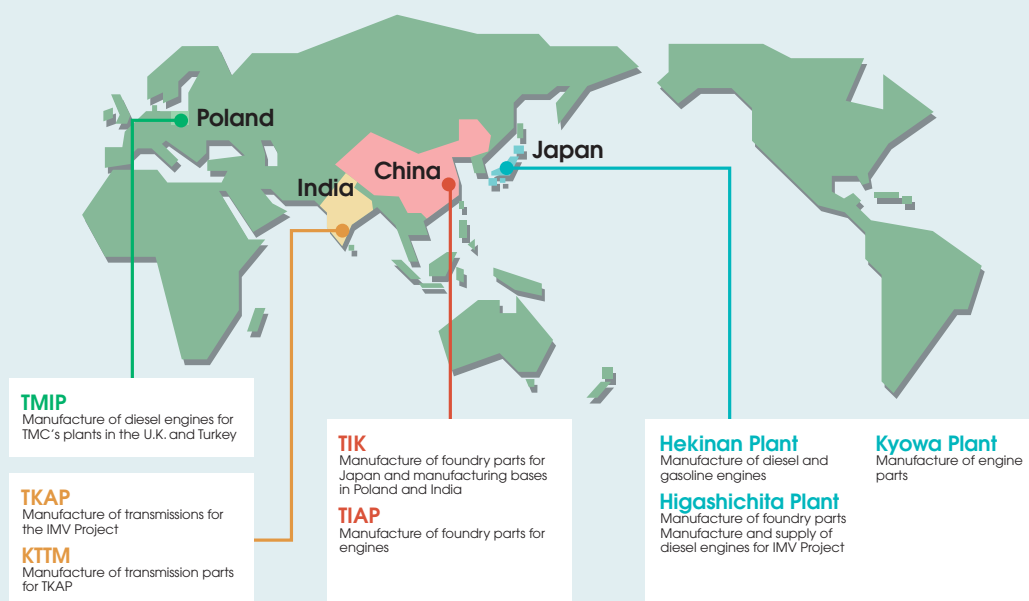 Poland
China
Japan
India
TMIP
Manufacture of diesel engines for
TMC's plants in the U.K. and Turkey
TKAP
Manufacture of transmissions for
the IMV Project
KTTM
Manufacture of transmission parts
for TKAP
TIK
Manufacture of foundry parts for
Japan and manufacturing bases
in Poland and India
TIAP
Manufacture of foundry parts for
engines
Hekinan Plant
Manufacture of diesel and
gasoline engines
Higashichita Plant
Manufacture of foundry parts
Manufacture and supply of
diesel engines for IMV Project
Kyowa Plant
Manufacture of engine
parts